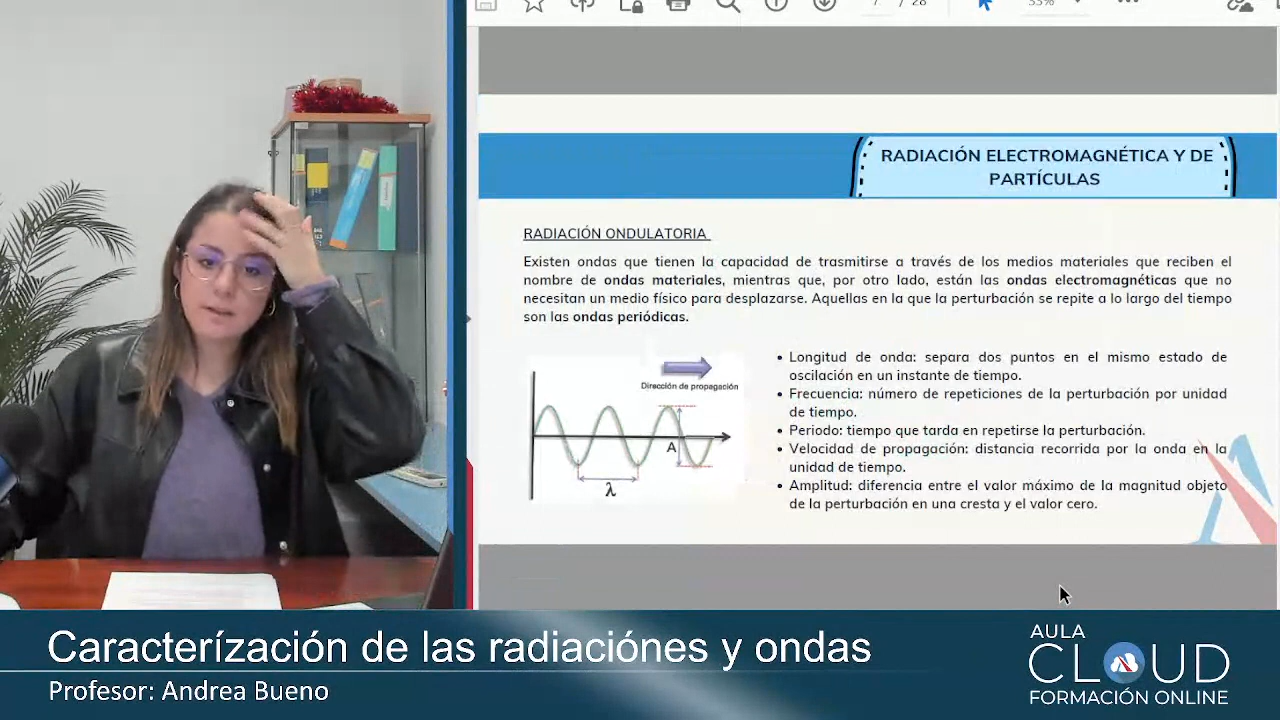 / 28
RADIACIÓN ELECTROMAGNÉTICA Y DE
PARTÍCULAS
RADIACIÓN ONDULATORIA
Existen ondas que tienen la capacidad de trasmitirse a través de los medios materiales que reciben el
nombre de ondas materiales, mientras que, por otro lado, están las ondas electromagnéticas que no
necesitan un medio físico para desplazarse. Aquellas en la que la perturbación se repite a lo largo del tiempo
son las ondas periódicas.
Dirección de propagación
A
λ
• Longitud de onda: separa dos puntos en el mismo estado de
oscilación en un instante de tiempo.
• Frecuencia: número de repeticiones de la perturbación por unidad
de tiempo.
• Periodo: tiempo que tarda en repetirse la perturbación.
• Velocidad de propagación: distancia recorrida por la onda en la
unidad de tiempo.
• Amplitud: diferencia entre el valor máximo de la magnitud objeto
de la perturbación en una cresta y el valor cero.
Caracterízación de las radiaciónes y ondas
Profesor: Andrea Bueno
AULA
CLOUD
FORMACIÓN ONLINE